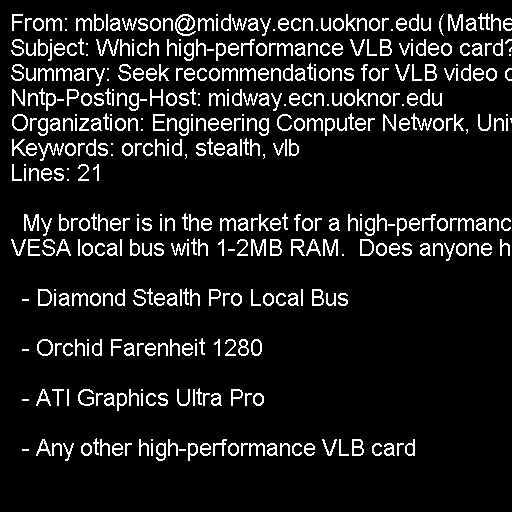 From: mblawson@midway.ecn.uoknor.edu (Matthe
Subject: Which high-performance VLB video card?
Summary: Seek recommendations for VLB video c
Nntp-Posting-Host: midway.ecn.uoknor.edu
Organization: Engineering Computer Network, Univ
Keywords: orchid, stealth, vlb
Lines: 21
My brother is in the market for a high-performanc
VESA local bus with 1-2MB RAM.  Does anyone h
- Diamond Stealth Pro Local Bus
- Orchid Farenheit 1280
- ATI Graphics Ultra Pro
- Any other high-performance VLB card